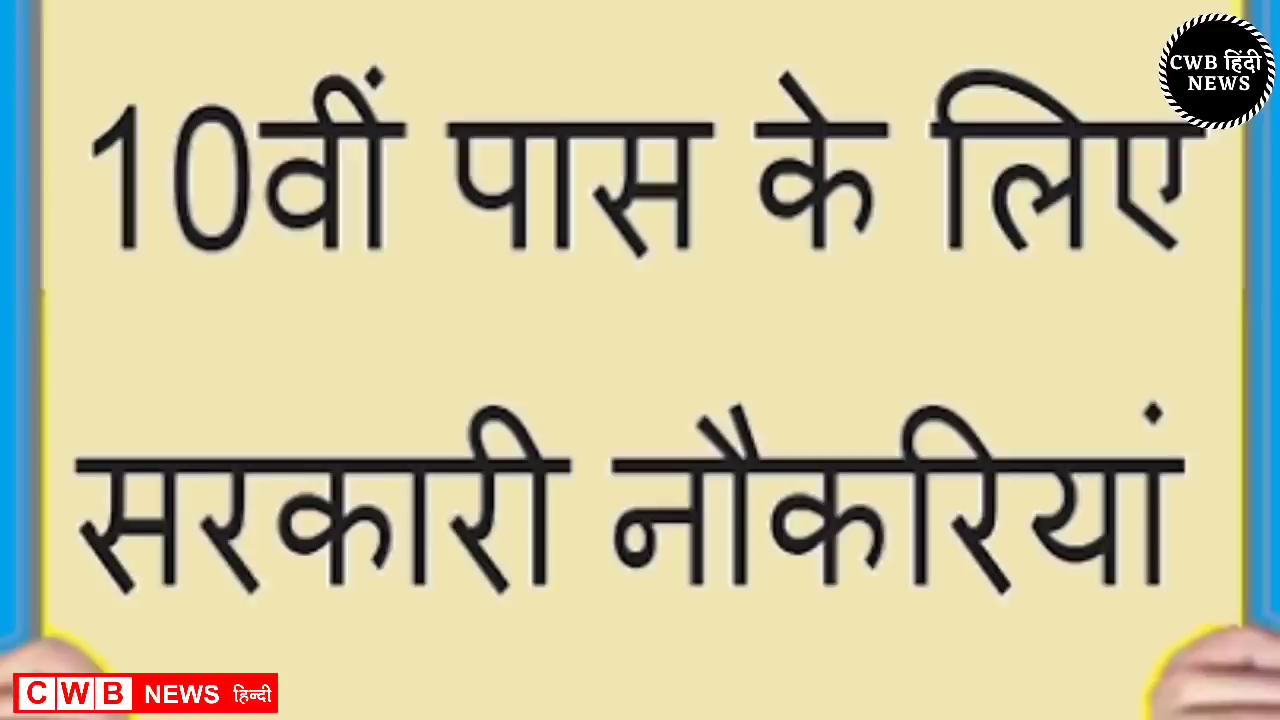 CWB हिंदी
NEWS
10वीं पास के लिए
सरकारी नौकरियां
CWB NEWS हिन्दी